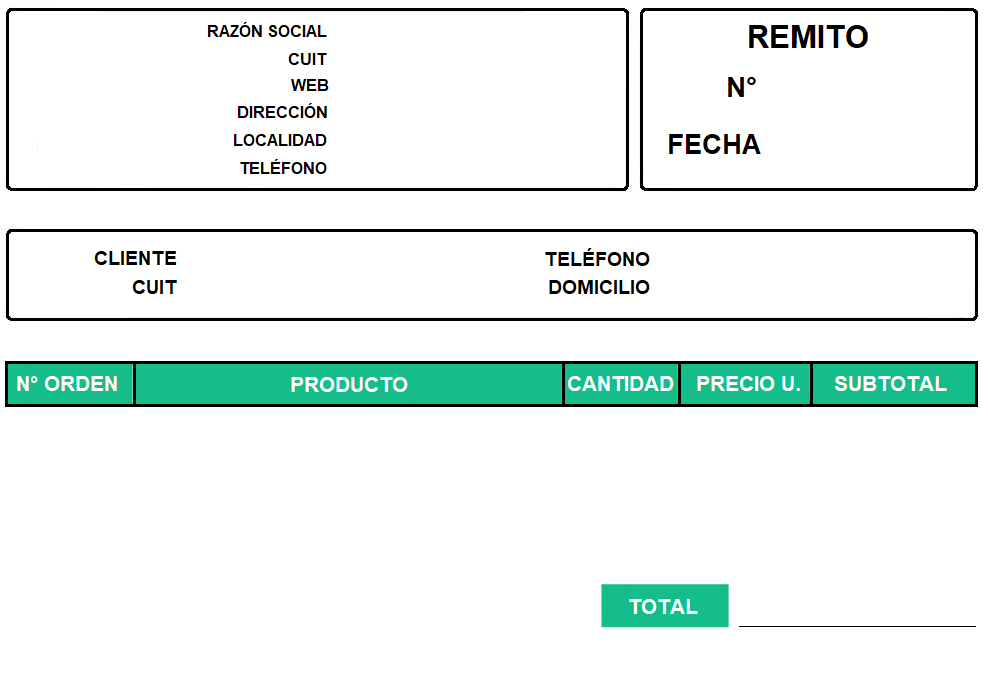 RAZÓN SOCIAL
CUIT
WEB
DIRECCIÓN
LOCALIDAD
TELÉFONO
REMITO
N°
FECHA
CLIENTE
CUIT
TELÉFONO
DOMICILIO
N° ORDEN PRODUCTO CANTIDAD PRECIO U. SUBTOTAL
TOTAL